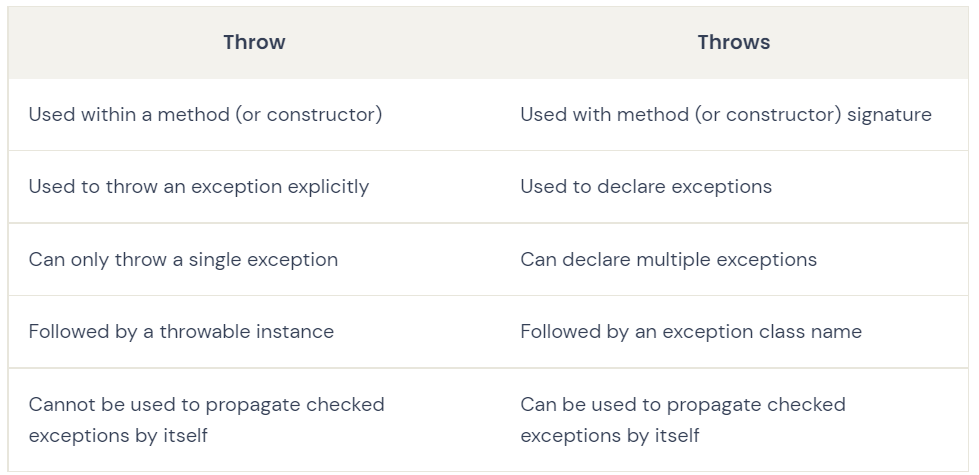 Throw
Throws
Used within a method (or constructor)
Used with method (or constructor) signature
Used to throw an exception explicitly
Used to declare exceptions
Can only throw a single exception
Can declare multiple exceptions
Followed by a throwable instance
Followed by an exception class name
Cannot be used to propagate checked
exceptions by itself
Can be used to propagate checked
exceptions by itself